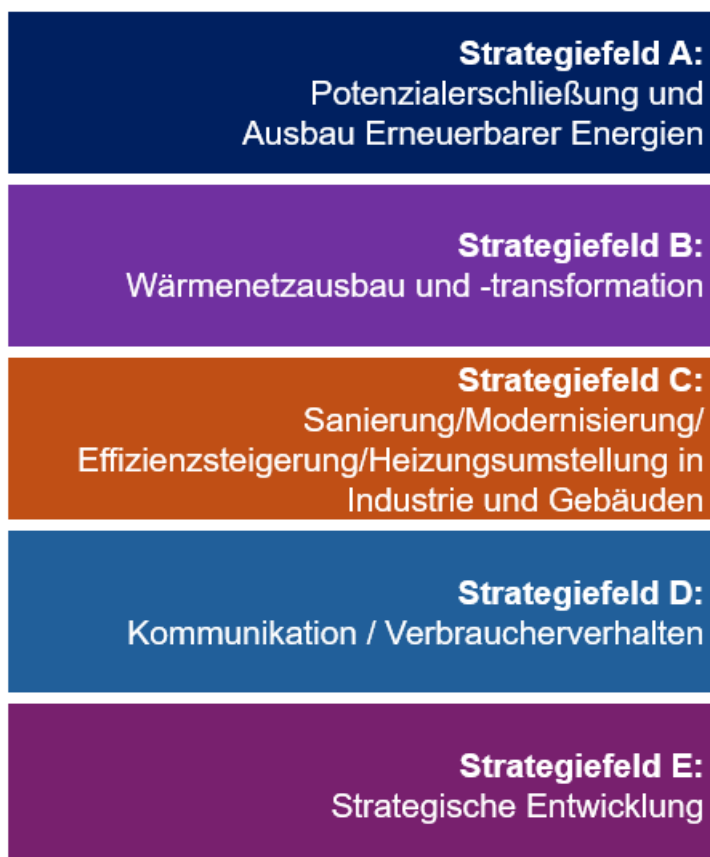 Strategiefeld A:
Potenzialerschließung und
Ausbau Erneuerbarer Energien
Strategiefeld B:
Wärmenetzausbau und -transformation
Strategiefeld C:
Sanierung/Modernisierung/
Effizienzsteigerung/Heizungsumstellung in
Industrie und Gebäuden
Strategiefeld D:
Kommunikation / Verbraucherverhalten
Strategiefeld E:
Strategische Entwicklung